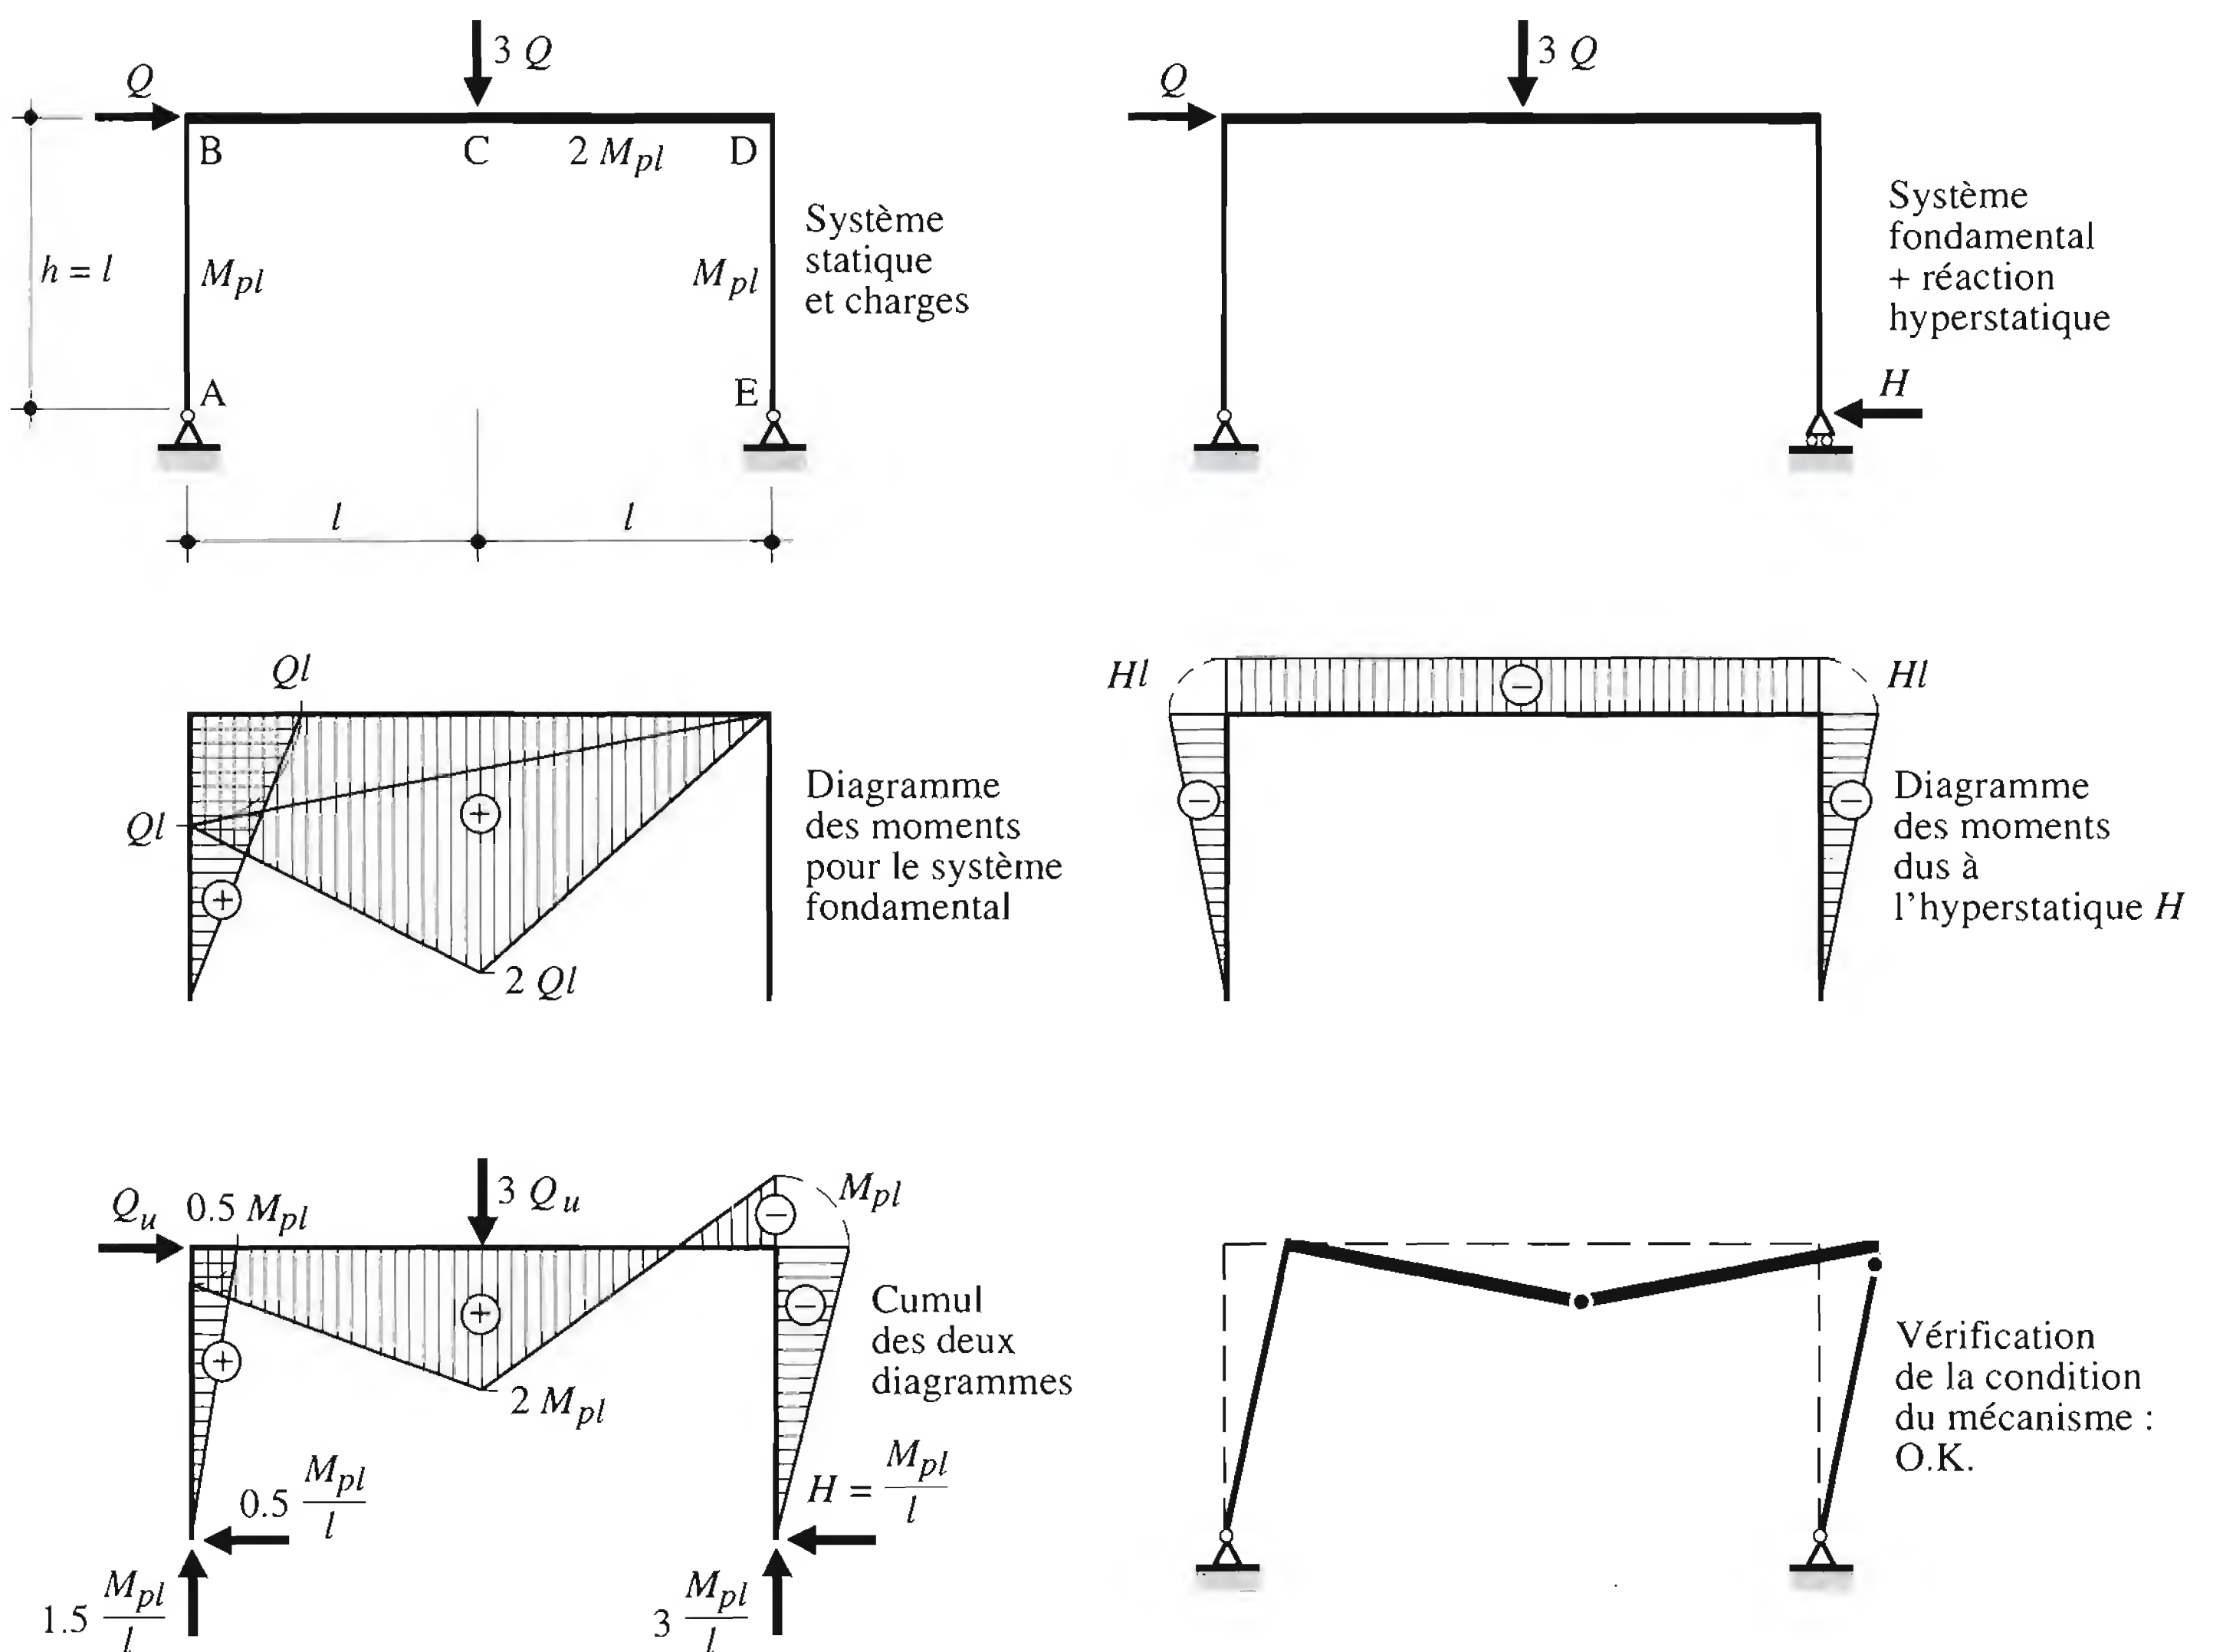 3 Q
Q
B
C
2 M_pl
D
h = l
M_pl
M_pl
Système
statique
et charges
A
E
l
l
3 Q
Q
Système
fondamental
+ réaction
hyperstatique
H
Ql
Ql
+
+
2 Ql
Diagramme
des moments
pour le système
fondamental
Hl
−
Hl
−
−
Diagramme
des moments
dus à
l'hyperstatique H
Q_u
0.5 M_pl
3 Q_u
−
M_pl
+
+
−
2 M_pl
Cumul
des deux
diagrammes
0.5 M_pl / l
H = M_pl / l
1.5 M_pl / l
3 M_pl / l
Vérification
de la condition
du mécanisme :
O.K.